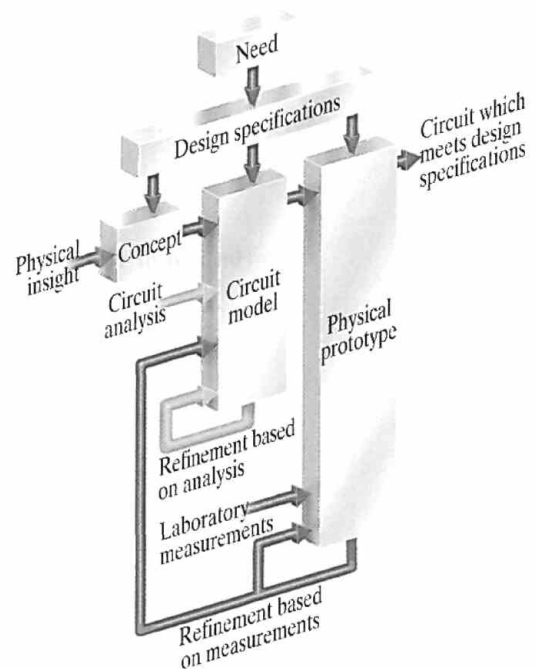 Need
Design specifications
Circuit which
meets design
specifications
Physical
insight
Concept
Circuit
analysis
Circuit
model
Physical
prototype
Refinement based
on analysis
Laboratory
measurements
Refinement based
on measurements